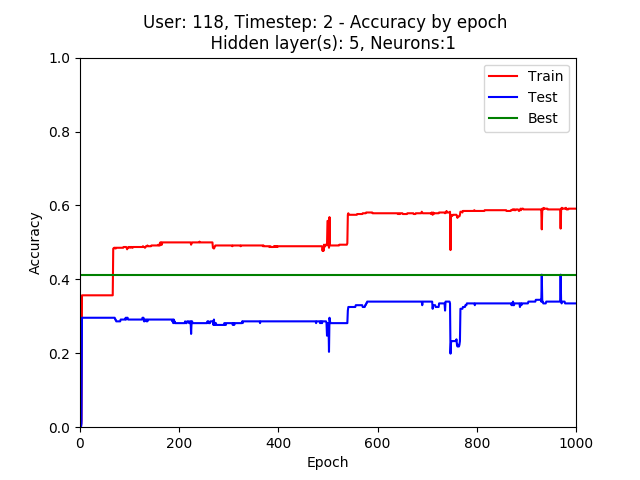 User: 118, Timestep: 2 - Accuracy by epoch
Hidden layer(s): 5, Neurons:1
Train
Test
Best
Accuracy
1.0
0.8
0.6
0.4
0.2
0.0
0 200 400 600 800 1000
Epoch